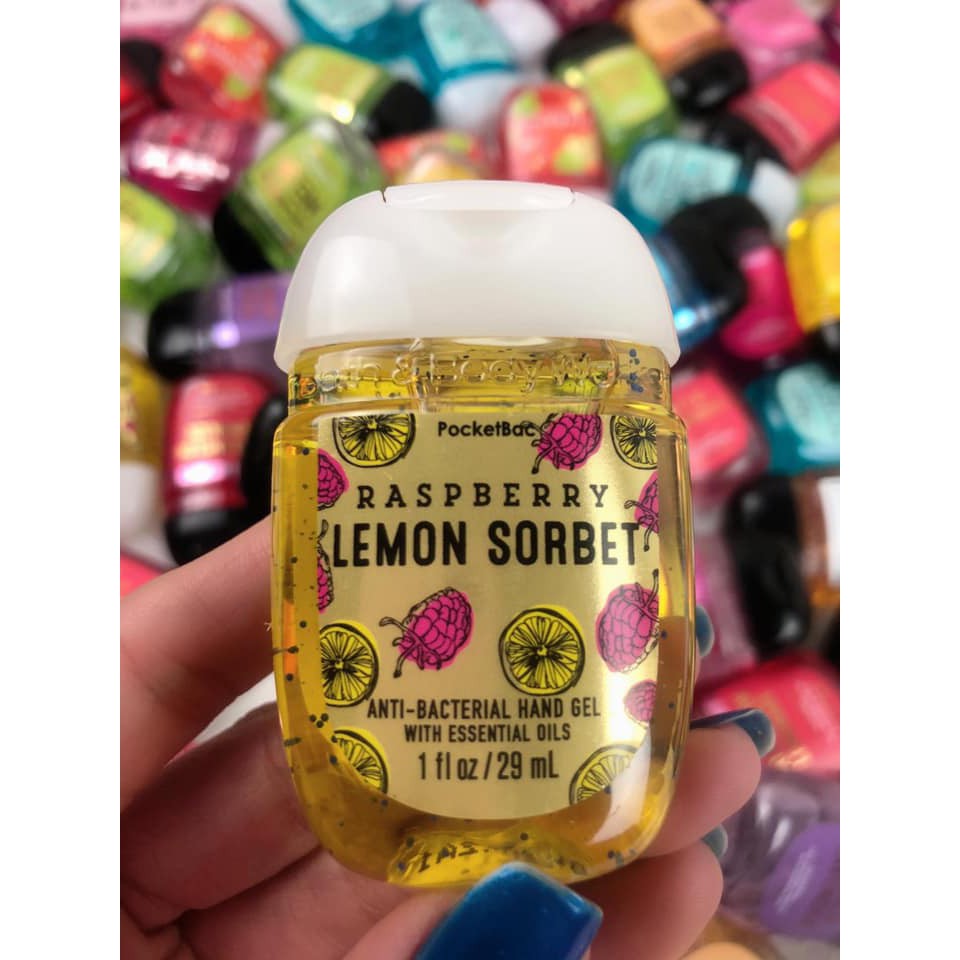 PocketBac
RASPBERRY
LEMON SORBET
ANTI-BACTERIAL HAND GEL
WITH ESSENTIAL OILS
1 fl oz / 29 mL